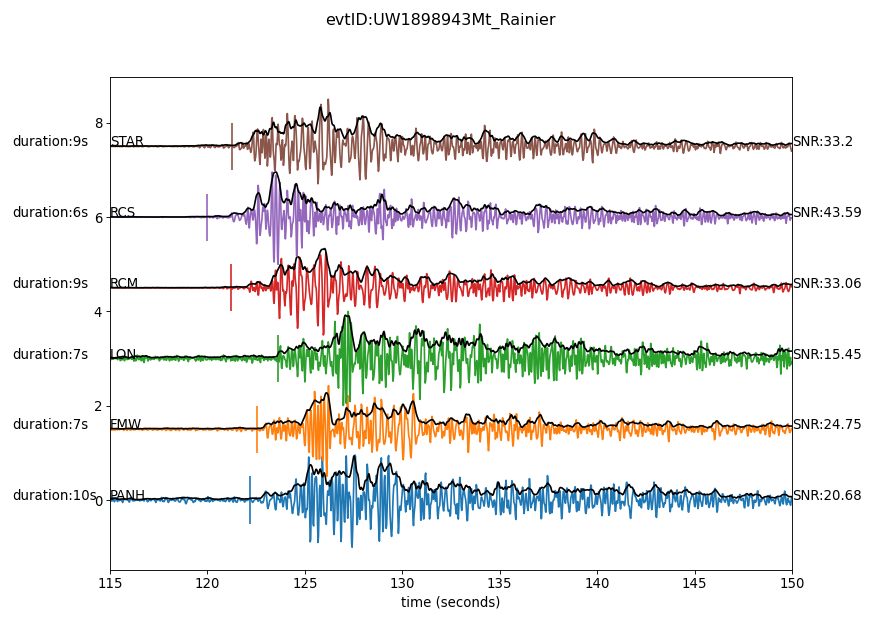 evtID:UW1898943Mt_Rainier
8
duration:9s STAR SNR:33.2
duration:6s RCS SNR:43.59
6
duration:9s RCM SNR:33.06
4
duration:7s LON SNR:15.45
2
duration:7s FMW SNR:24.75
duration:10s PANH SNR:20.68
0
115 120 125 130 135 140 145 150
time (seconds)